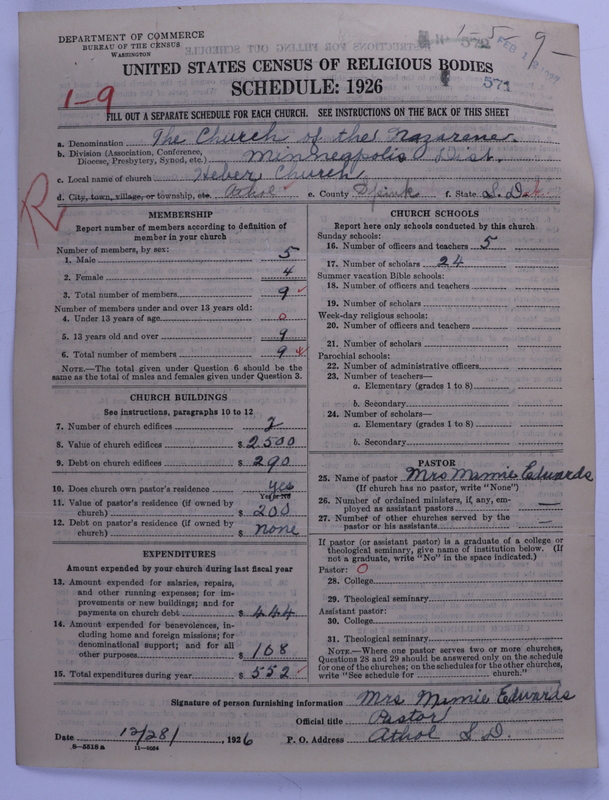 DEPARTMENT OF COMMERCE
BUREAU OF THE CENSUS
WASHINGTON
1-5-
572
FEB 1 1927
9-
571
1-9
UNITED STATES CENSUS OF RELIGIOUS BODIES
SCHEDULE: 1926
FILL OUT A SEPARATE SCHEDULE FOR EACH CHURCH. SEE INSTRUCTIONS ON THE BACK OF THIS SHEET
a. Denomination The Church of the Nazarene.
b. Division (Association, Conference, Diocese, Presbytery, Synod, etc.) Minneapolis Dist.
c. Local name of church Heber Church
d. City, town, village, or township, etc. Athol e. County Spink f. State S. Dak
R
MEMBERSHIP
Report number of members according to definition of
member in your church
Number of members, by sex:
1. Male 5
2. Female 4
3. Total number of members 9
Number of members under and over 13 years old:
4. Under 13 years of age 0
5. 13 years old and over 9
6. Total number of members 9
NOTE.—The total given under Question 6 should be
same as the total of males and females given under Question 3.
CHURCH BUILDINGS
See instructions, paragraphs 10 to 12
7. Number of church edifices 2
8. Value of church edifices $ 2500
9. Debt on church edifices $ 290
10. Does church own pastor's residence yes
Yes or No
11. Value of pastor's residence (if owned by
church) $ 200
12. Debt on pastor's residence (if owned by
church) $ none
EXPENDITURES
Amount expended by your church during last fiscal year
13. Amount expended for salaries, repairs,
and other running expenses; for im-
provements or new buildings; and for
payments on church debt $ 444
14. Amount expended for benevolences, in-
cluding home and foreign missions; for
denominational support; and for all
other purposes $ 108
15. Total expenditures during year $ 552
CHURCH SCHOOLS
Report here only schools conducted by this church
Sunday schools:
16. Number of officers and teachers 5
17. Number of scholars 24
Summer vacation Bible schools:
18. Number of officers and teachers
19. Number of scholars
Week-day religious schools:
20. Number of officers and teachers
21. Number of scholars
Parochial schools:
22. Number of administrative officers
23. Number of teachers—
a. Elementary (grades 1 to 8)
b. Secondary
24. Number of scholars—
a. Elementary (grades 1 to 8)
b. Secondary
PASTOR
25. Name of pastor Mrs Mamie Edwards
(If church has no pastor, write "None")
26. Number of ordained ministers, if, any, em-
ployed as assistant pastors —
27. Number of other churches served by the
pastor or his assistants —
If pastor (or assistant pastor) is a graduate of a college or
theological seminary, give name of institution below. (If
not a graduate, write "No" in the space indicated.)
Pastor: 0
28. College
29. Theological seminary
Assistant pastor:
30. College
31. Theological seminary
NOTE.—Where one pastor serves two or more churches,
Questions 28 and 29 should be answered only on the schedule
for one of the churches; on the schedules for the other churches,
write "See schedule for church."
Signature of person furnishing information Mrs Mimie Edwards
Official title Pastor
Date 12/28/, 1926 P. O. Address Athol S D.
8-5518 a 11-9034